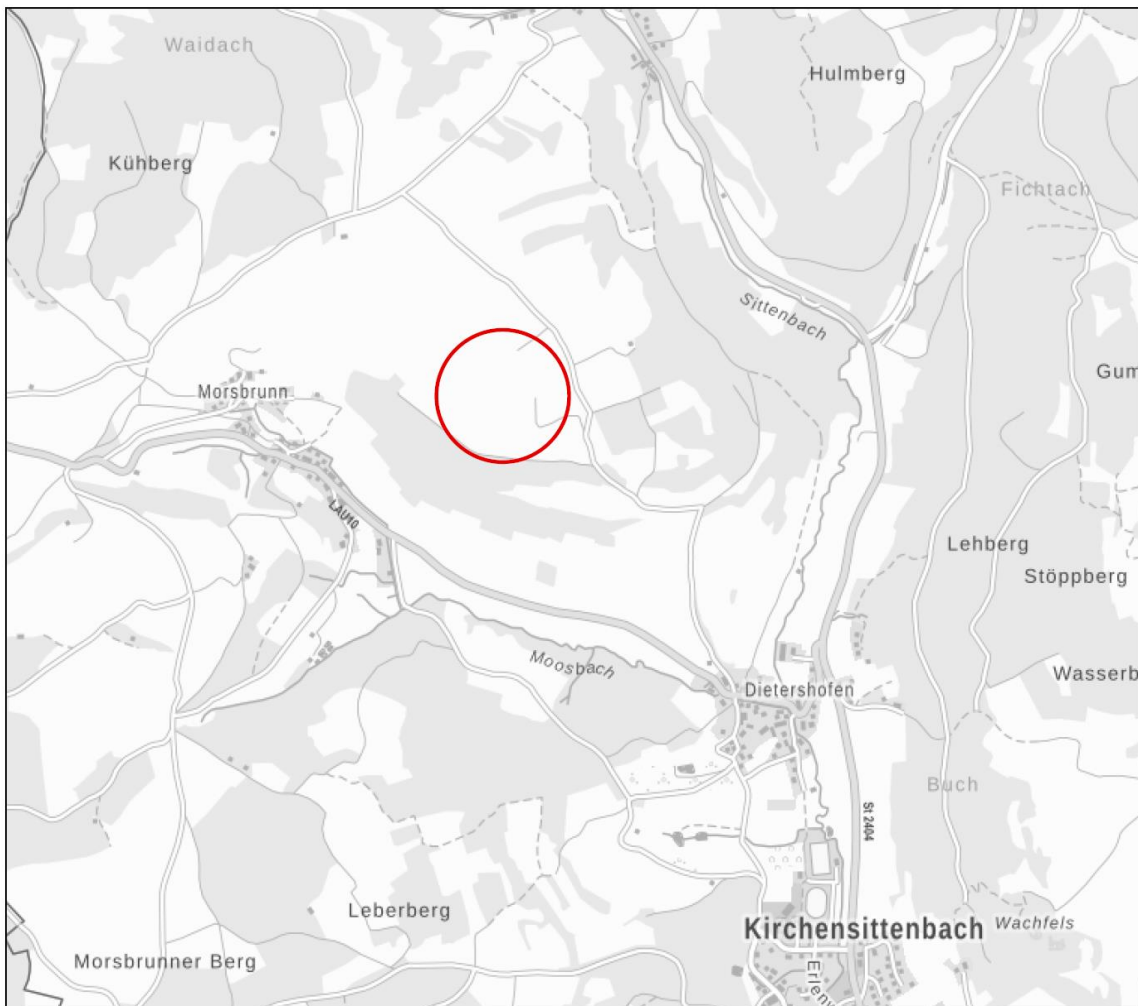 Waidach
Hulmberg
Kühberg
Fichtach
Sittenbach
Gum
Morsbrunn
LAU10
Lehberg
Stöppberg
Moosbach
Wasserb
Dietershofen
Buch
St 2404
Leberberg
Wachfels
Kirchensittenbach
Morsbrunner Berg
Erlenw